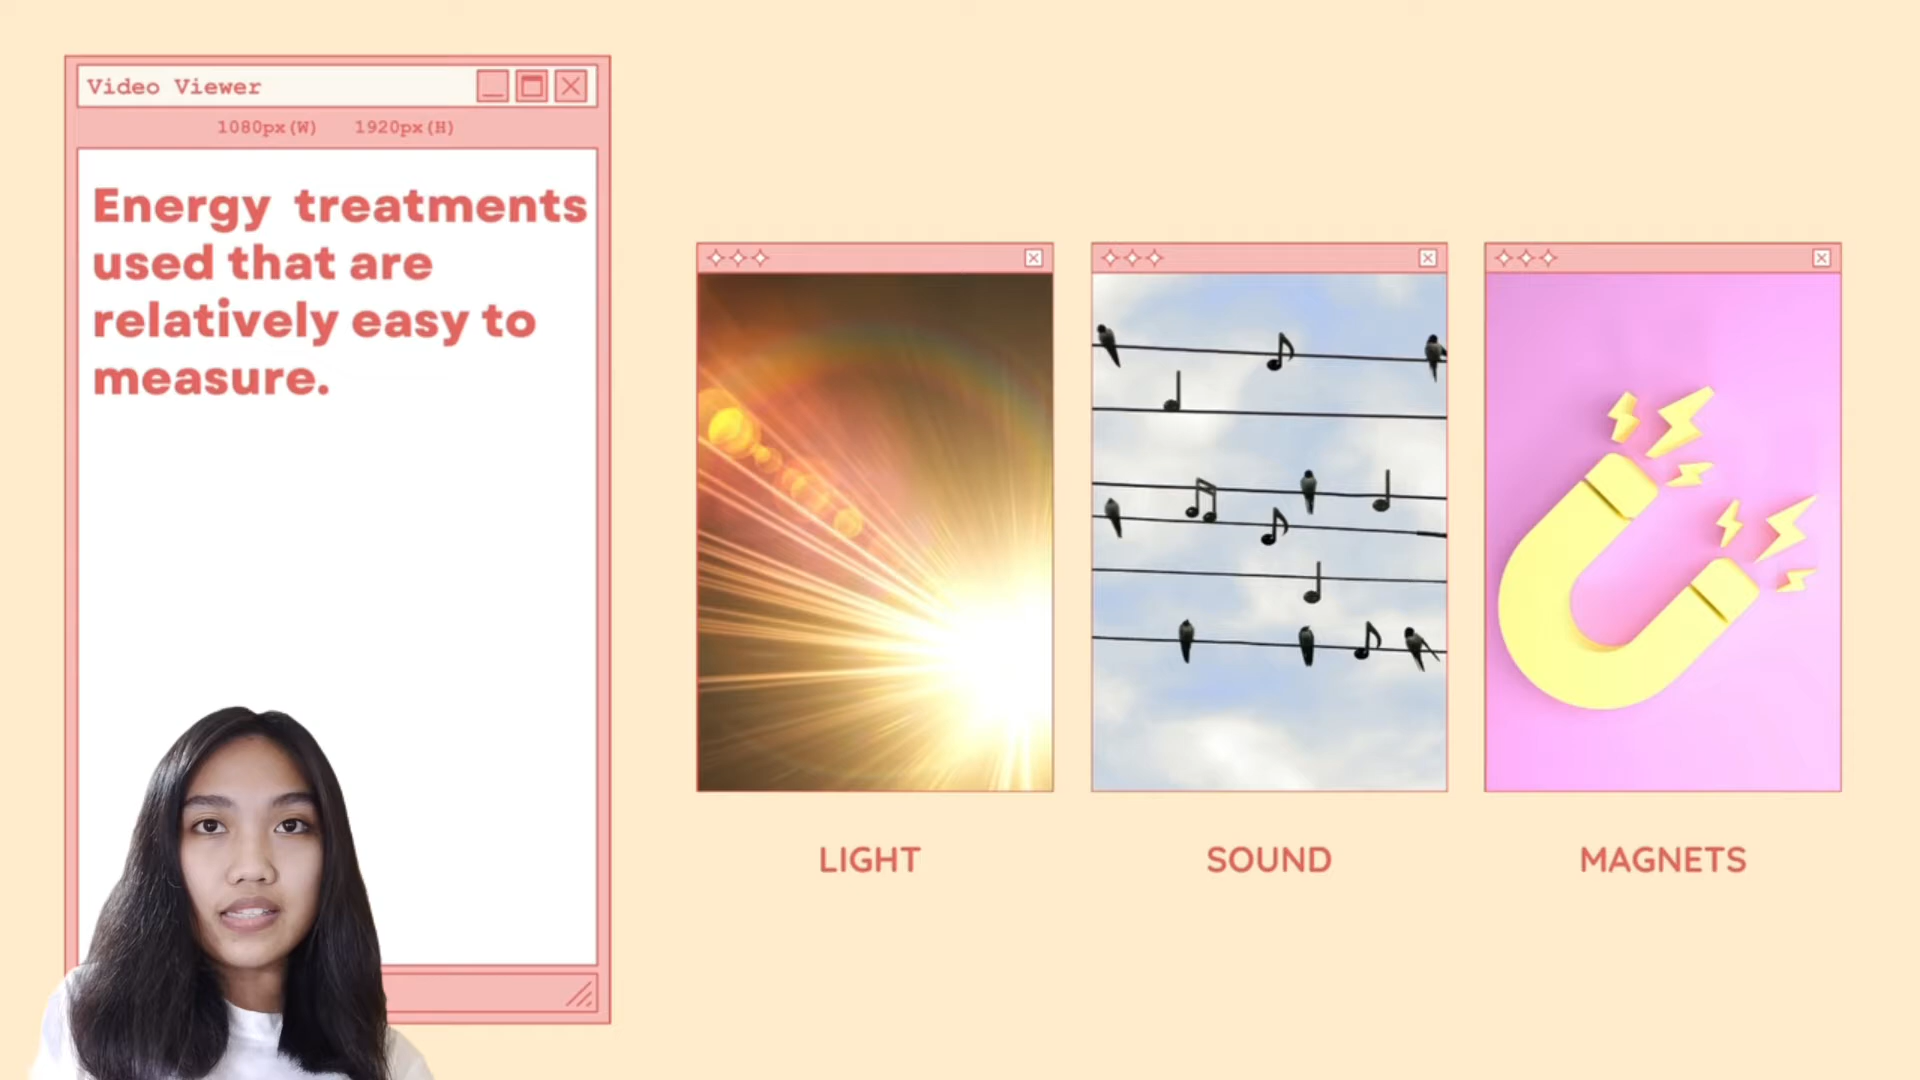 Video Viewer
1080px(W) 1920px(H)
Energy treatments
used that are
relatively easy to
measure.
LIGHT
SOUND
MAGNETS